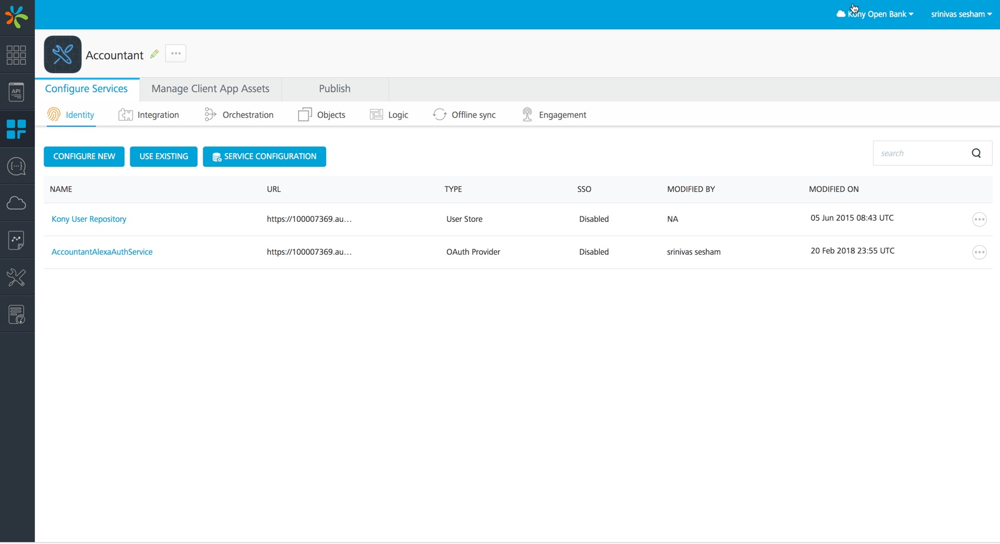 Kony Open Bank
srinivas sesham
Accountant
Configure Services
Manage Client App Assets
Publish
Identity
Integration
Orchestration
Objects
Logic
Offline sync
Engagement
CONFIGURE NEW
USE EXISTING
SERVICE CONFIGURATION
search
NAME URL TYPE SSO MODIFIED BY MODIFIED ON
Kony User Repository https://100007369.au... User Store Disabled NA 05 Jun 2015 08:43 UTC
AccountantAlexaAuthService https://100007369.au... OAuth Provider Disabled srinivas sesham 20 Feb 2018 23:55 UTC
API